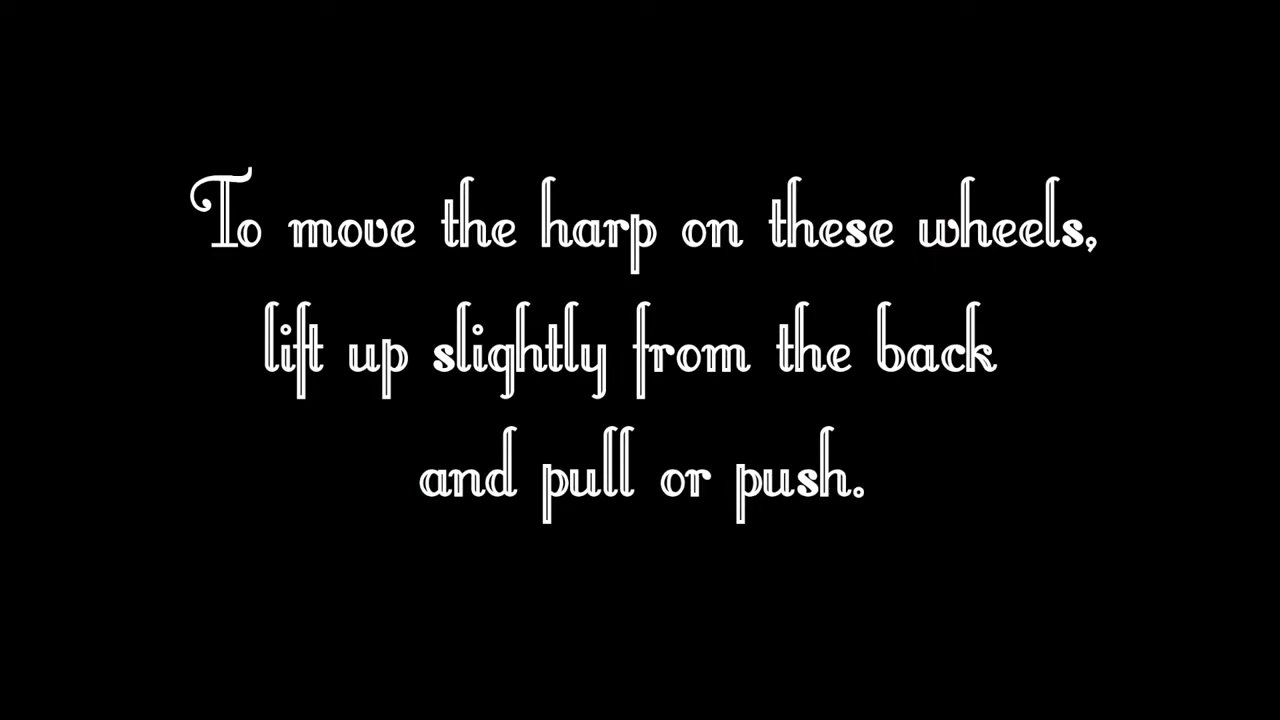 To move the harp on these wheels,
lift up slightly from the back
and pull or push.